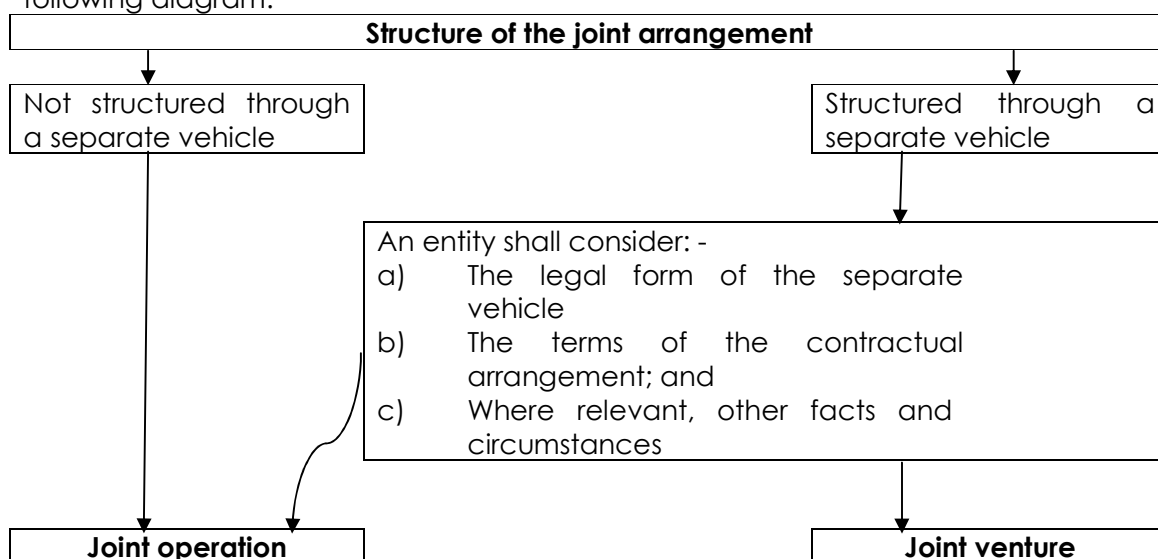 following diagram:
Structure of the joint arrangement
Not structured through
a separate vehicle
Structured through a
separate vehicle
An entity shall consider: -
a) The legal form of the separate
vehicle
b) The terms of the contractual
arrangement; and
c) Where relevant, other facts and
circumstances
Joint operation
Joint venture